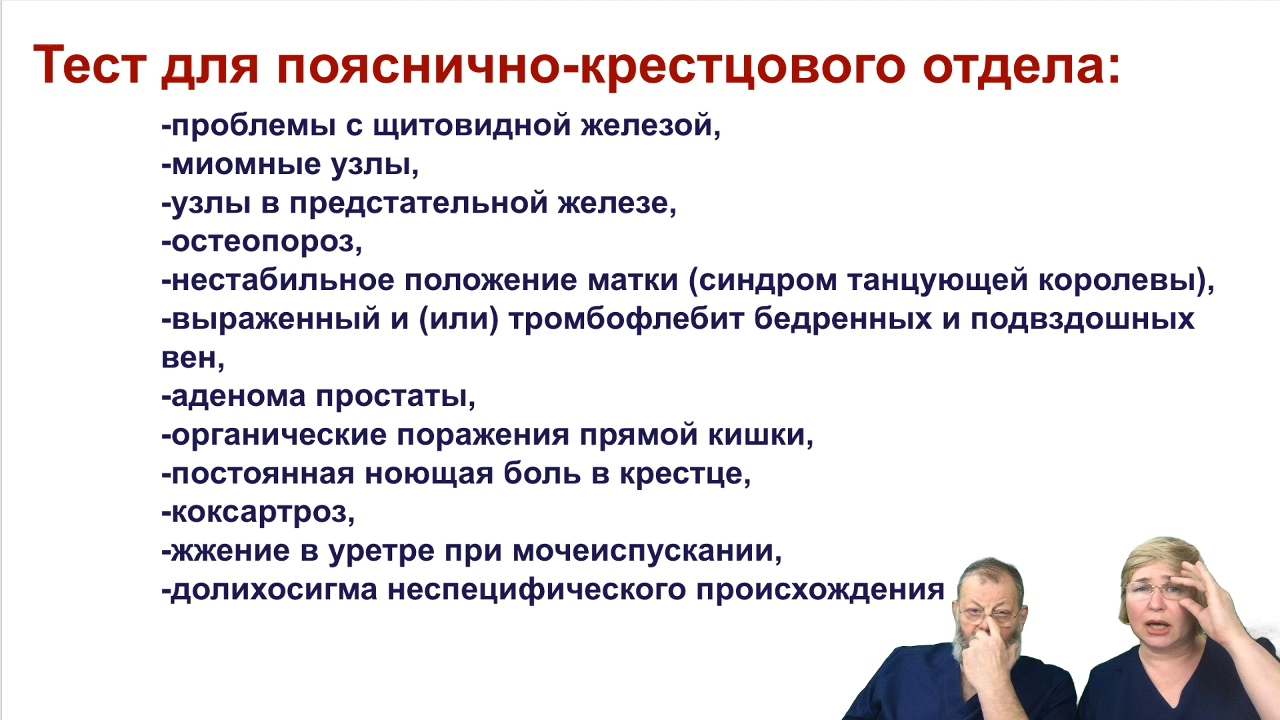 Тест для пояснично-крестцового отдела:
-проблемы с щитовидной железой,
-миомные узлы,
-узлы в предстательной железе,
-остеопороз,
-нестабильное положение матки (синдром танцующей королевы),
-выраженный и (или) тромбофлебит бедренных и подвздошных
вен,
-аденома простаты,
-органические поражения прямой кишки,
-постоянная ноющая боль в крестце,
-коксартроз,
-жжение в уретре при мочеиспускании,
-долихосигма неспецифического происхождения